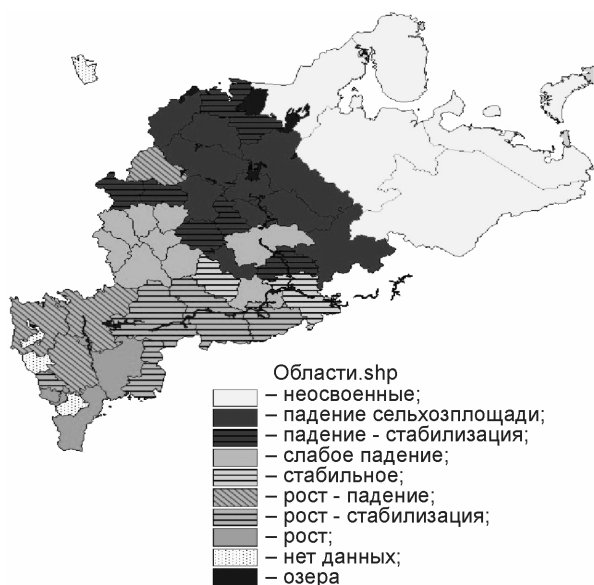 Области.shp
– неосвоенные;
– падение сельхозплощади;
– падение - стабилизация;
– слабое падение;
– стабильное;
– рост - падение;
– рост - стабилизация;
– рост;
– нет данных;
– озера